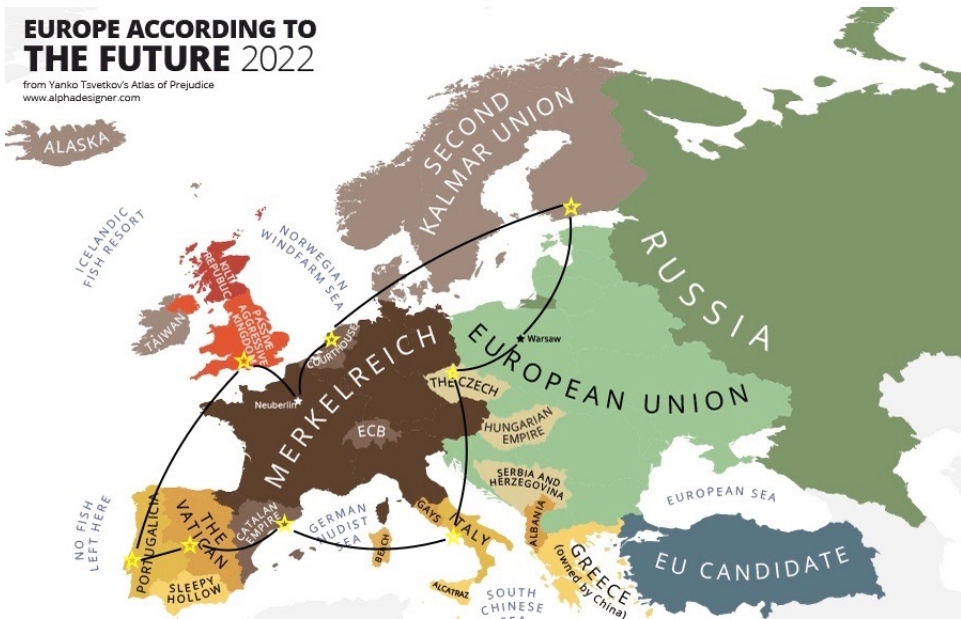 EUROPE ACCORDING TO
THE FUTURE 2022
from Yanko Tsvetkov's Atlas of Prejudice
www.alphadesigner.com
ALASKA
SECOND
KALMAR UNION
ICELANDIC
FISH RESORT
NORWEGIAN
WINDFARM SEA
RUSSIA
KILT
REPUBLIC
TAIWAN
PASSIVE
AGGRESSIVE
KINGDOM
COURTHOUSE
MERKELREICH
EUROPEAN UNION
Warsaw
THE CZECH
Neuberlin
ECB
HUNGARIAN
EMPIRE
SERBIA AND
HERZEGOVINA
EUROPEAN SEA
NO FISH
LEFT HERE
PORTUGALICIA
THE
VATICAN
CATALAN
EMPIRE
GERMAN
NUDIST
SEA
BEACH
GAYS
ITALY
ALBANIA
SLEEPY
HOLLOW
ALCATRAZ
SOUTH
CHINESE
GREECE
(owned by China)
EU CANDIDATE